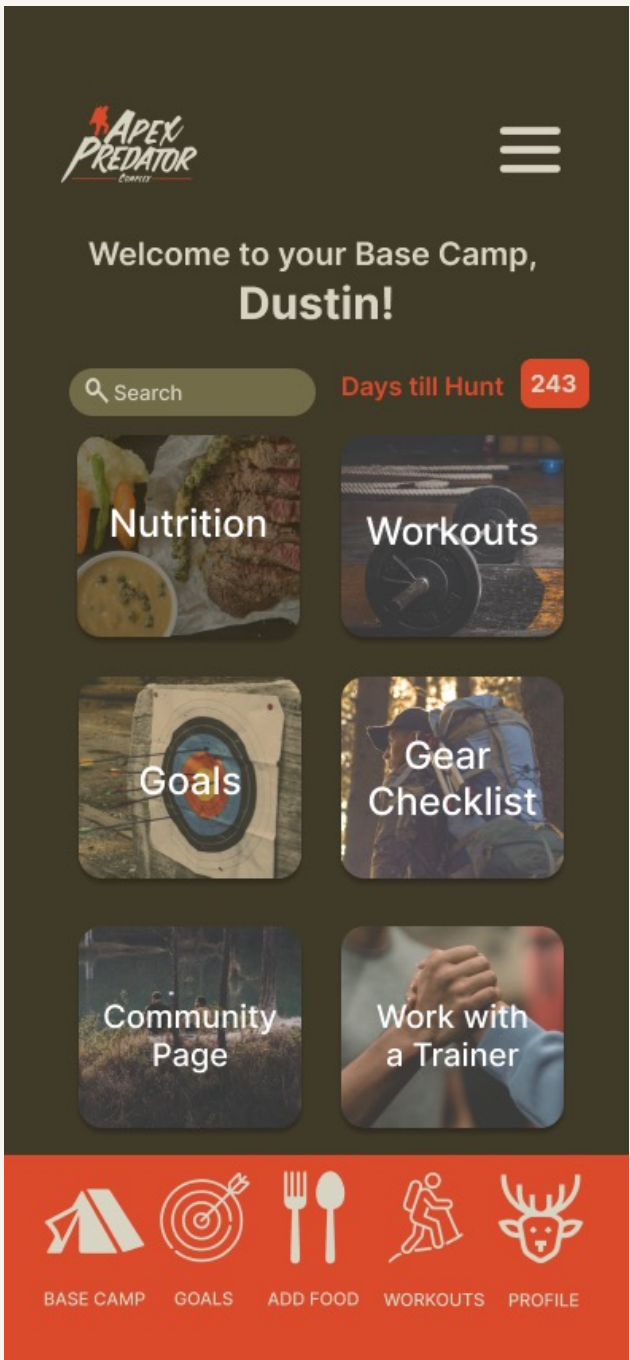 APEX
PREDATOR
COMPLEX
Welcome to your Base Camp,
Dustin!
Search
Days till Hunt 243
Nutrition
Workouts
Goals
Gear
Checklist
Community
Page
Work with
a Trainer
BASE CAMP GOALS ADD FOOD WORKOUTS PROFILE